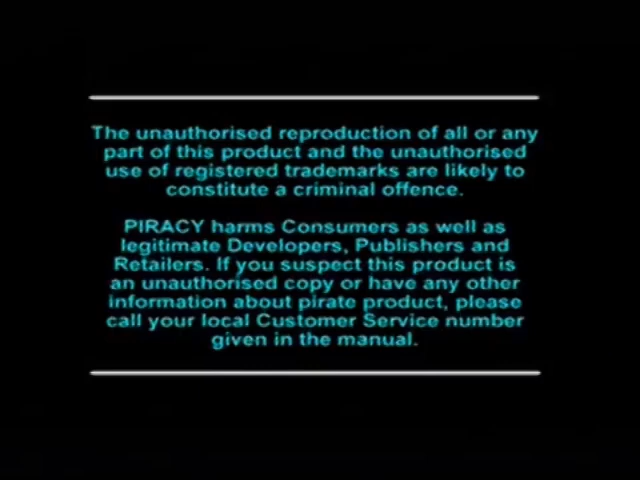 The unauthorised reproduction of all or any
part of this product and the unauthorised
use of registered trademarks are likely to
constitute a criminal offence.
PIRACY harms Consumers as well as
legitimate Developers, Publishers and
Retailers. If you suspect this product is
an unauthorised copy or have any other
information about pirate product, please
call your local Customer Service number
given in the manual.